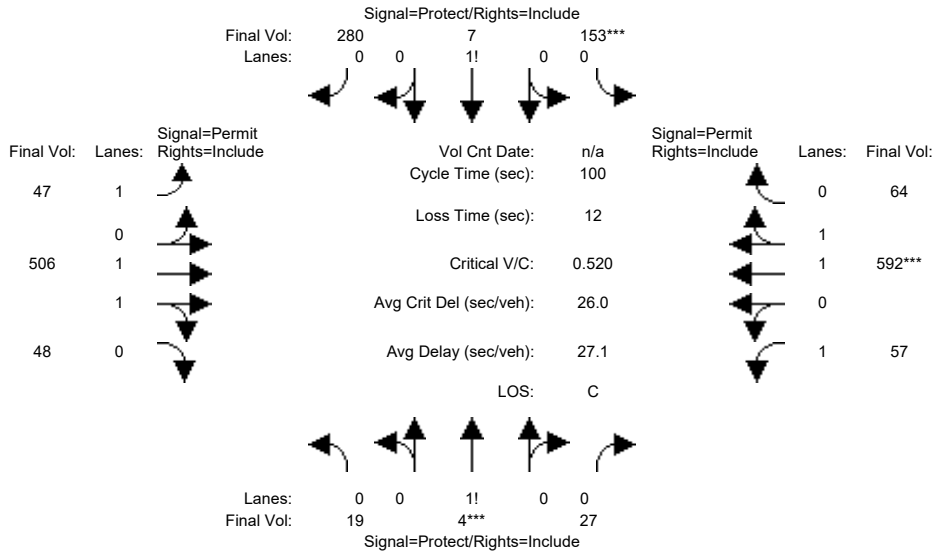 Signal=Protect/Rights=Include
Final Vol: 280 7 153***
Lanes: 0 0 1! 0 0
Signal=Permit
Final Vol: Lanes: Rights=Include
Vol Cnt Date: n/a
Signal=Permit
Rights=Include Lanes: Final Vol:
Cycle Time (sec): 100
47 1
0 64
Loss Time (sec): 12
0
1
506 1
Critical V/C: 0.520
1 592***
1
Avg Crit Del (sec/veh): 26.0
0
48 0
Avg Delay (sec/veh): 27.1
1 57
LOS: C
Lanes: 0 0 1! 0 0
Final Vol: 19 4*** 27
Signal=Protect/Rights=Include